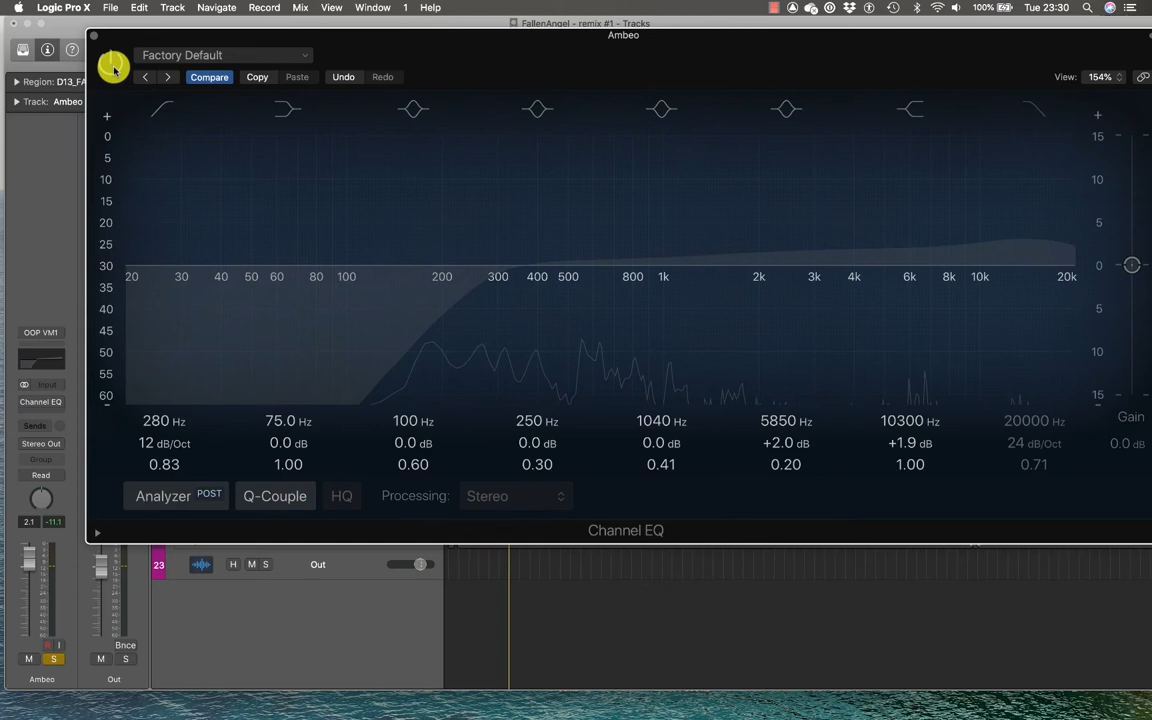 Logic Pro X File Edit Track Navigate Record Mix View Window 1 Help 100% Tue 23:30
FallenAngel - remix #1 - Tracks
Ambeo
Factory Default
Region: D13_FA
Compare Copy Paste Undo Redo View: 154%
Track: Ambeo
+ +
0 15
5
10 10
15
20 5
25
30 0
20 30 40 50 60 80 100 200 300 400 500 800 1k 2k 3k 4k 6k 8k 10k 20k
35
40 5
45
50 10
55
60 15
- -
OOP VM1
Input
Channel EQ
Sends
Stereo Out
Group
Read
2.1 -11.1
280 Hz 75.0 Hz 100 Hz 250 Hz 1040 Hz 5850 Hz 10300 Hz 20000 Hz Gain
12 dB/Oct 0.0 dB 0.0 dB 0.0 dB 0.0 dB +2.0 dB +1.9 dB 24 dB/Oct 0.0 dB
0.83 1.00 0.60 0.30 0.41 0.20 1.00 0.71
Analyzer POST Q-Couple HQ Processing: Stereo
Channel EQ
23 H M S Out
R I Bnce
M S M S
Ambeo Out